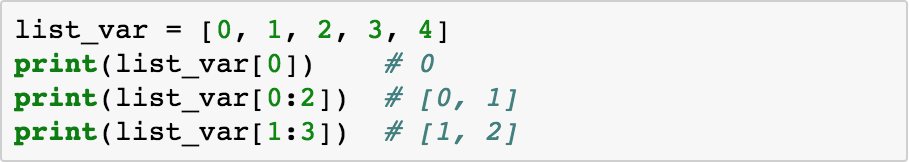 list_var = [0, 1, 2, 3, 4]
print(list_var[0])    # 0
print(list_var[0:2])  # [0, 1]
print(list_var[1:3])  # [1, 2]